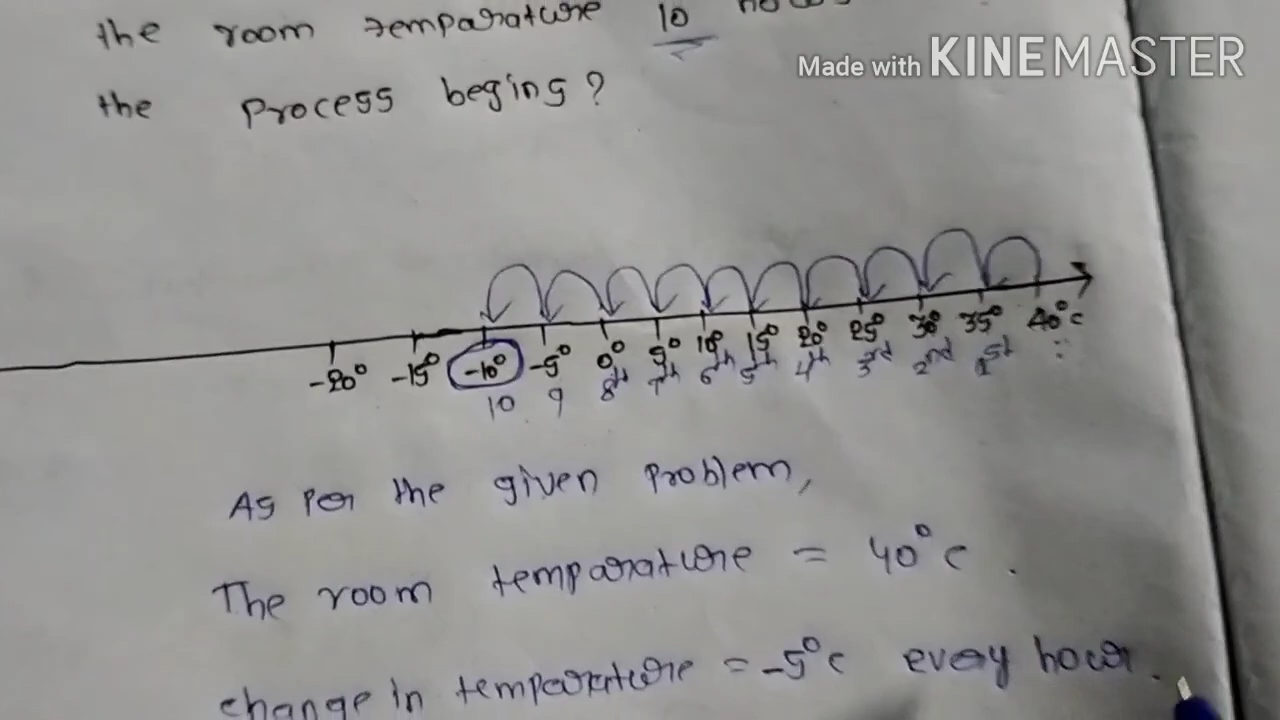 the room temparature 10
Made with KINEMASTER
the process begins?
-20° -15° -10° -5° 0° 5° 10° 15° 20° 25° 30° 35° 40°c
10 9 8th 7th 6th 5th 4th 3rd 2nd 1st
As per the given problem,
The room temparature = 40°c.
change in temparature = -5°c every hour.